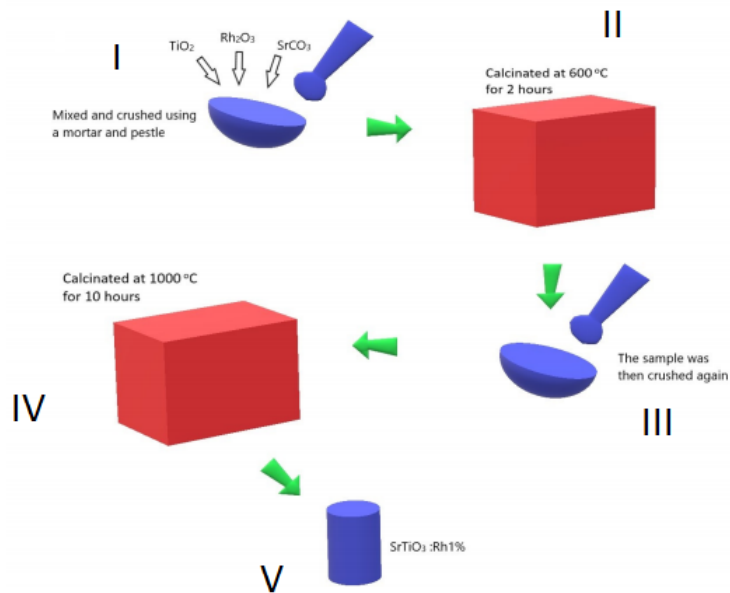 I
TiO₂
Rh₂O₃
SrCO₃
Mixed and crushed using
a mortar and pestle
II
Calcinated at 600 ºC
for 2 hours
The sample was
then crushed again
III
Calcinated at 1000 ºC
for 10 hours
IV
SrTiO₃ :Rh1%
V